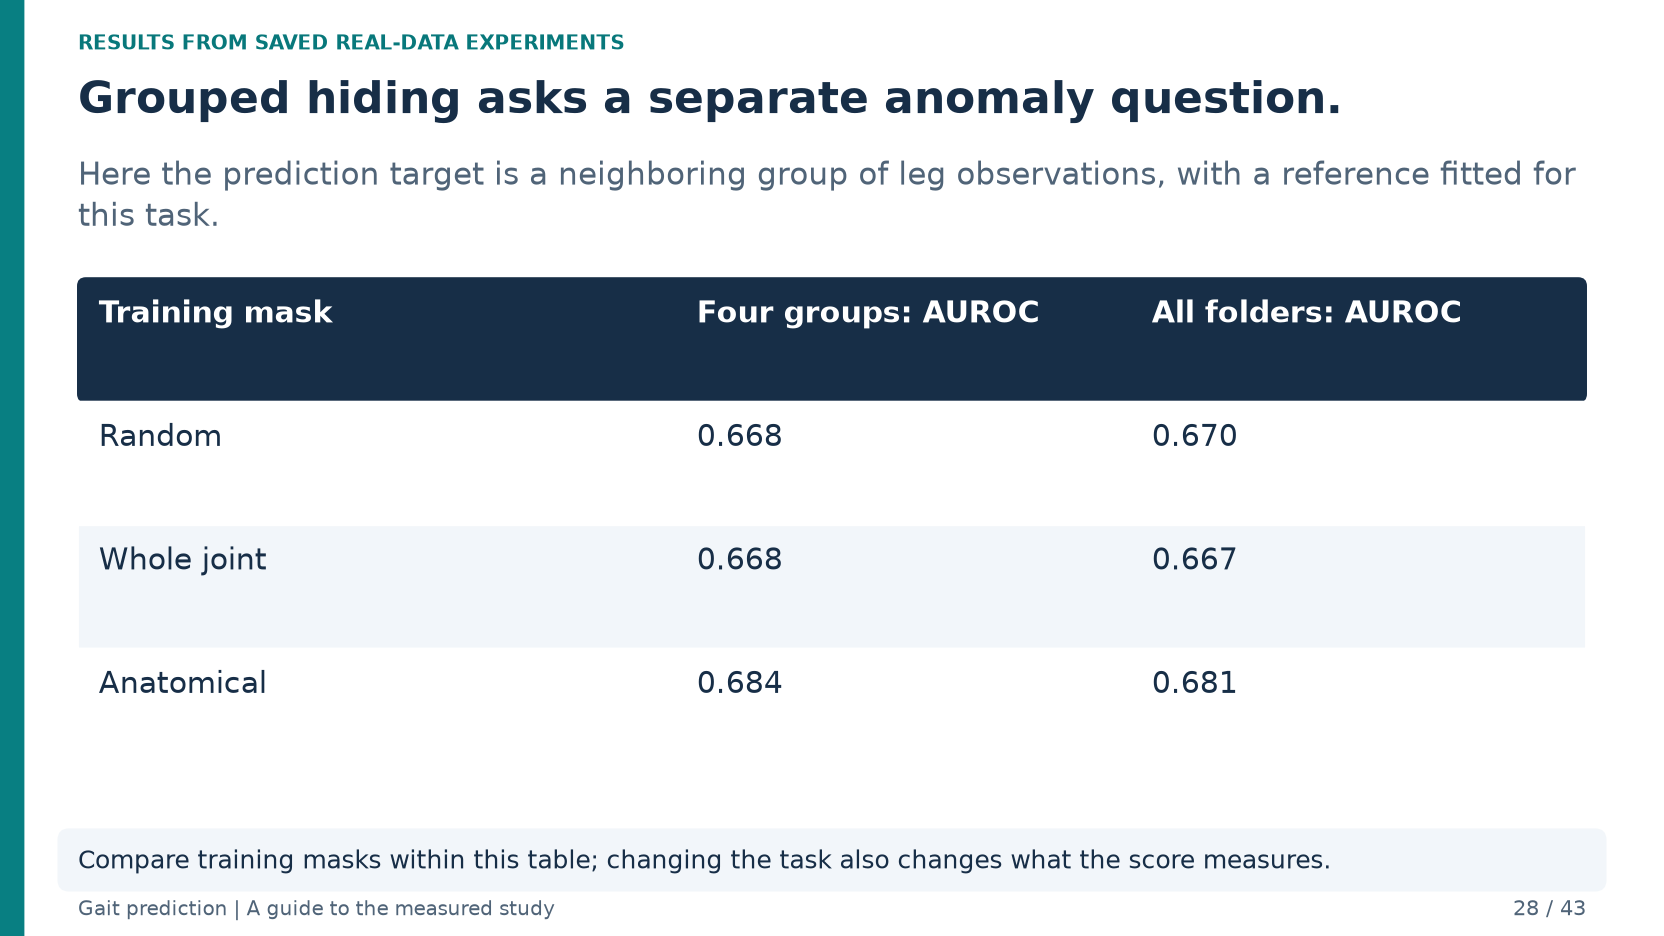 RESULTS FROM SAVED REAL-DATA EXPERIMENTS
Grouped hiding asks a separate anomaly question.
Here the prediction target is a neighboring group of leg observations, with a reference fitted for
this task.
Training mask Four groups: AUROC All folders: AUROC
Random 0.668 0.670
Whole joint 0.668 0.667
Anatomical 0.684 0.681
Compare training masks within this table; changing the task also changes what the score measures.
Gait prediction | A guide to the measured study 28 / 43